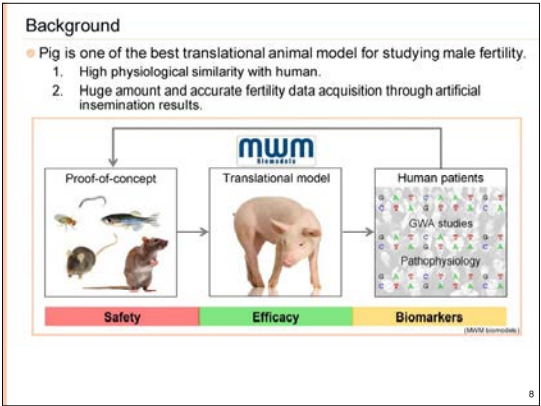 Background
Pig is one of the best translational animal model for studying male fertility.
1. High physiological similarity with human.
2. Huge amount and accurate fertility data acquisition through artificial
insemination results.
mwm
Biomodels
Proof-of-concept
Translational model
Human patients
G A T C A A T G T
C T A G T T A C A
GWA studies
G A T C A T T G T
C T A G T A A C A
Pathophysiology
G A T C T A T G T
C T A G A T A C A
Safety
Efficacy
Biomarkers
(MWM biomodels)
8